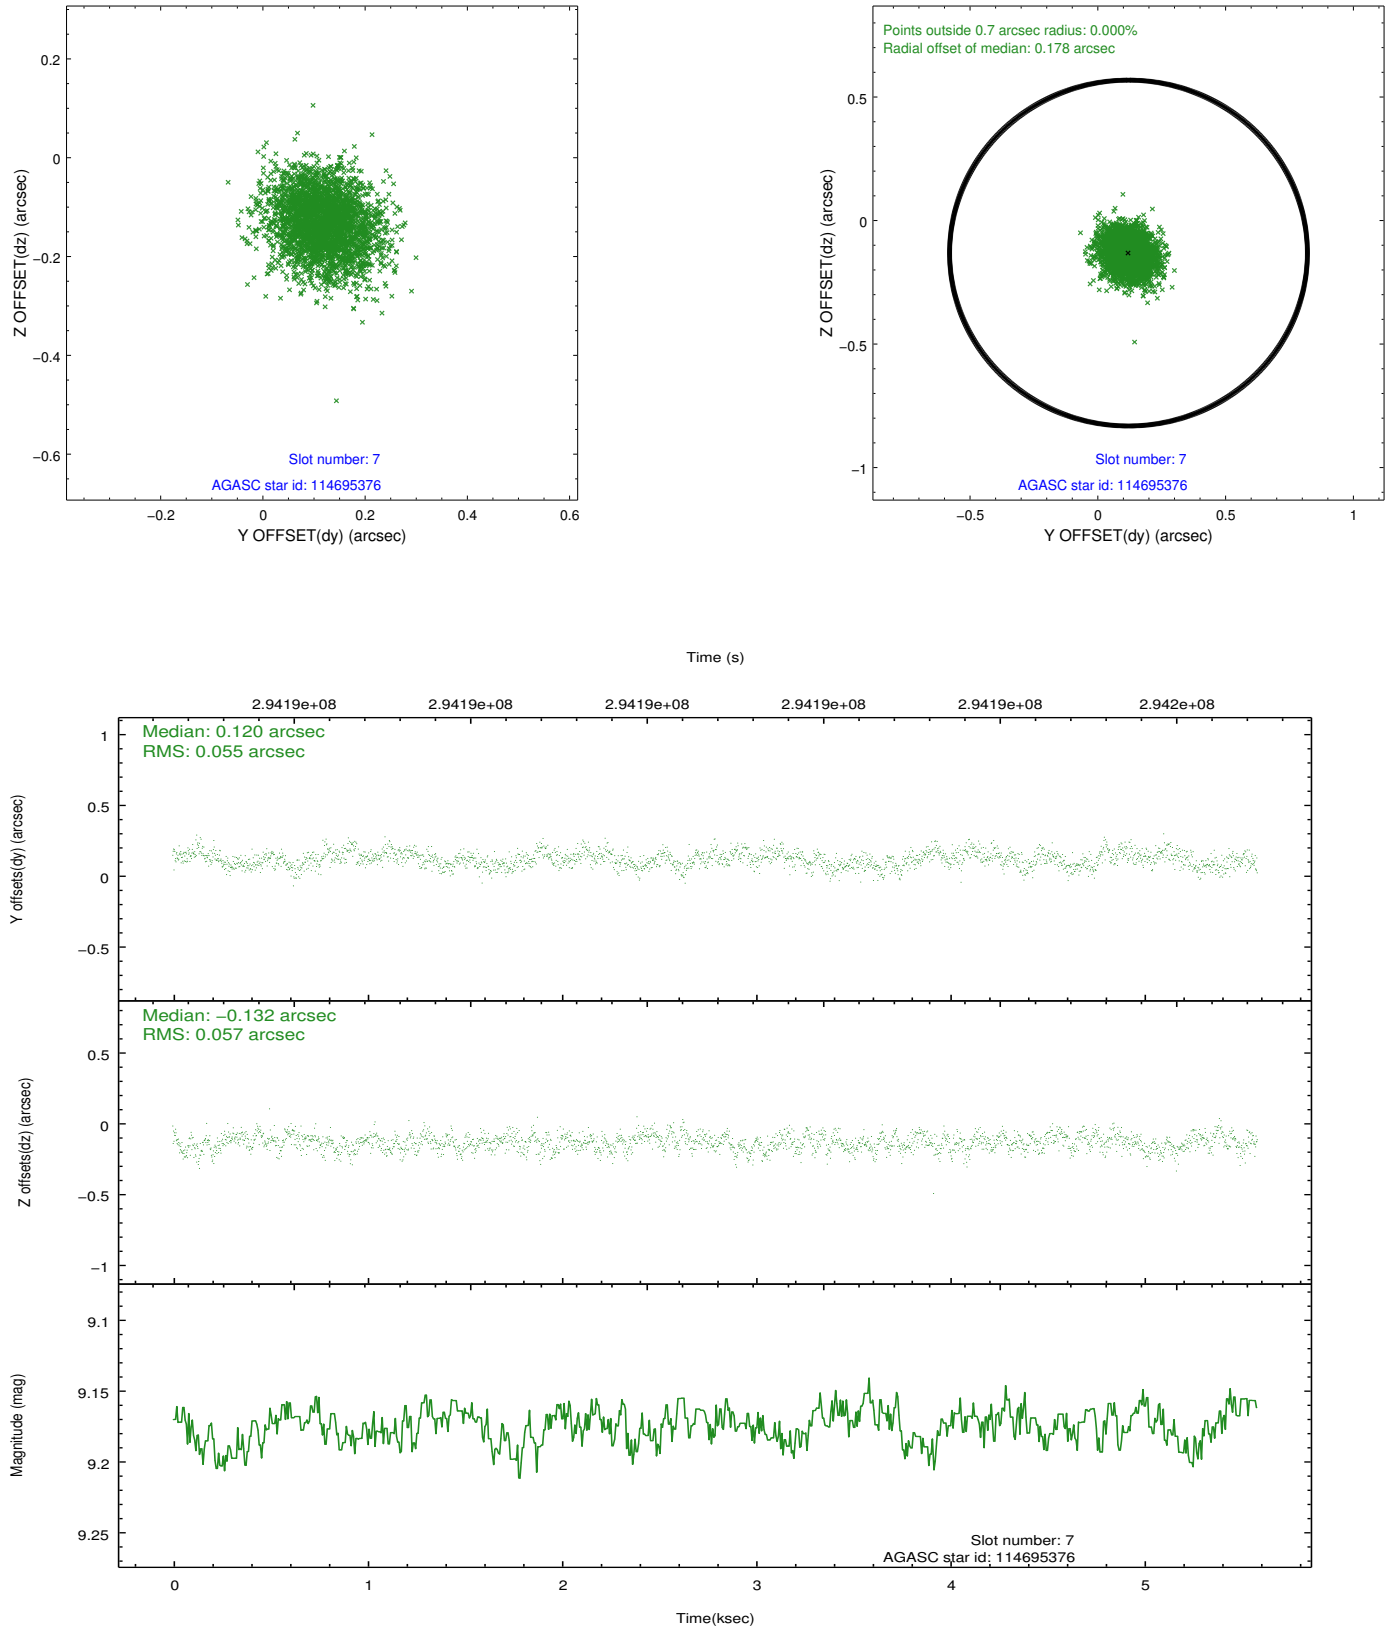 0.2
0
−0.2
−0.4
−0.6
Z OFFSET(dz) (arcsec)
Slot number: 7
AGASC star id: 114695376
−0.2 0 0.2 0.4 0.6
Y OFFSET(dy) (arcsec)
Points outside 0.7 arcsec radius: 0.000%
Radial offset of median: 0.178 arcsec
0.5
0
−0.5
−1
Z OFFSET(dz) (arcsec)
Slot number: 7
AGASC star id: 114695376
−0.5 0 0.5 1
Y OFFSET(dy) (arcsec)
Time (s)
2.9419e+08 2.9419e+08 2.9419e+08 2.9419e+08 2.9419e+08 2.942e+08
Median: 0.120 arcsec
RMS: 0.055 arcsec
1
0.5
0
−0.5
Y offsets(dy) (arcsec)
Median: −0.132 arcsec
RMS: 0.057 arcsec
0.5
0
−0.5
−1
Z offsets(dz) (arcsec)
9.1
9.15
9.2
9.25
Magnitude (mag)
Slot number: 7
AGASC star id: 114695376
0 1 2 3 4 5
Time(ksec)